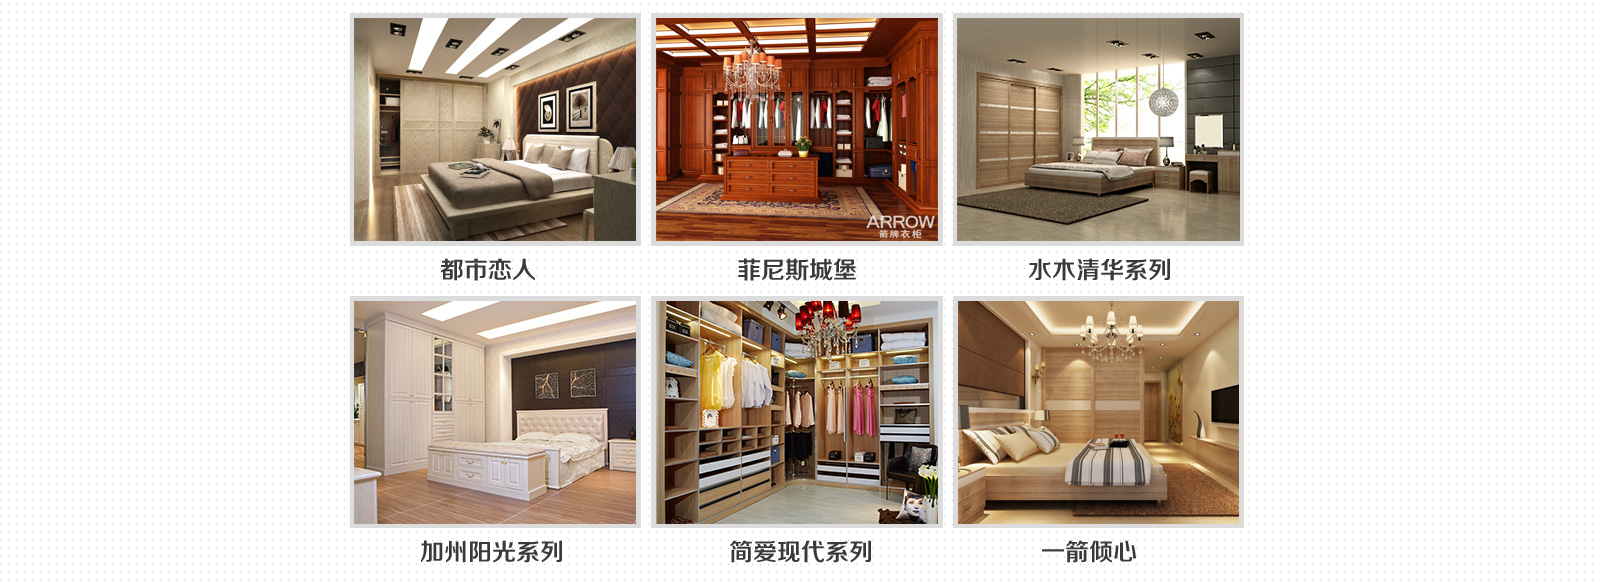 ARROW
箭牌衣柜
都市恋人
菲尼斯城堡
水木清华系列
加州阳光系列
简爱现代系列
一箭倾心